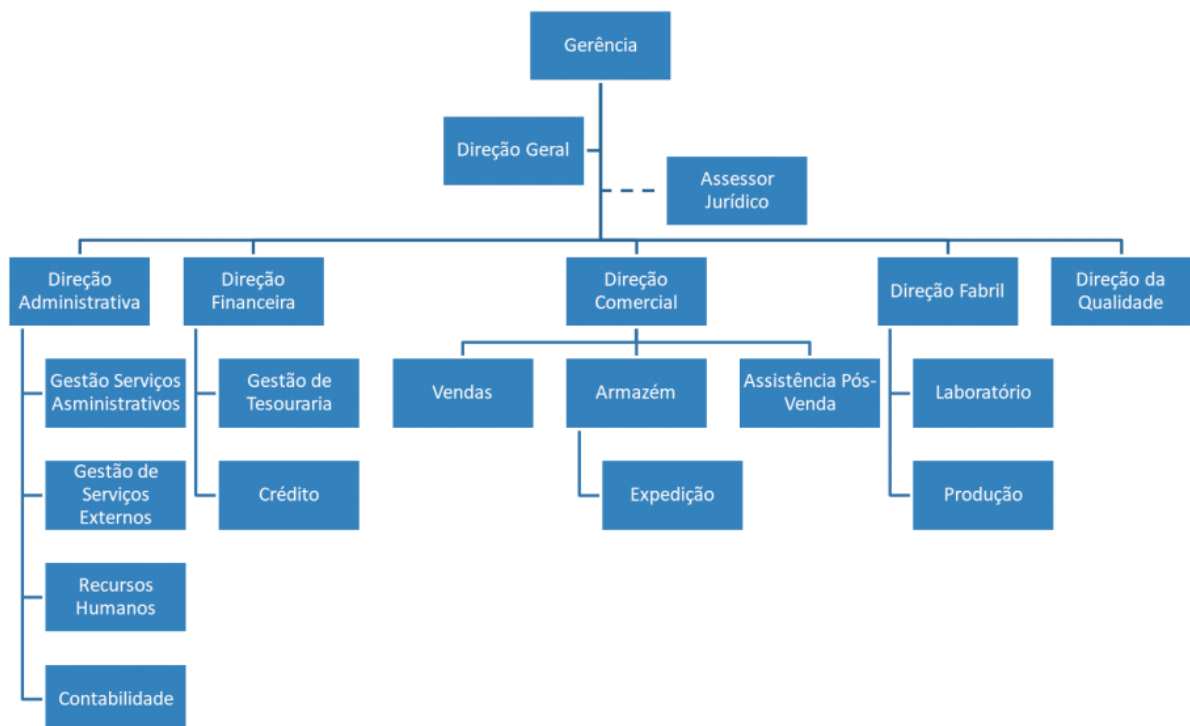 Gerência
Direção Geral
Assessor
Jurídico
Direção
Administrativa
Direção
Financeira
Direção
Comercial
Direção Fabril
Direção da
Qualidade
Gestão Serviços
Asministrativos
Gestão de
Tesouraria
Vendas
Armazém
Assistência Pós-
Venda
Laboratório
Gestão de
Serviços
Externos
Crédito
Expedição
Produção
Recursos
Humanos
Contabilidade